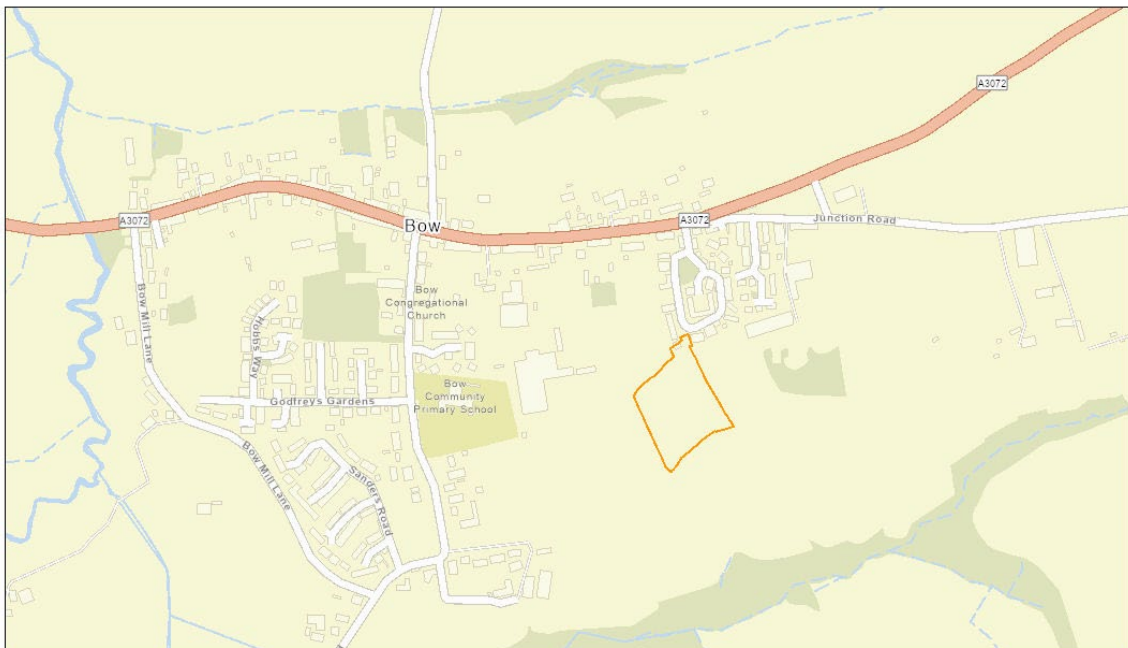 A3072
A3072
A3072
Junction Road
Bow
Bow
Congregational
Church
Bow Mill Lane
Hobbs Way
Bow
Community
Primary School
Godfreys Gardens
Bow Mill Lane
Sanders Road